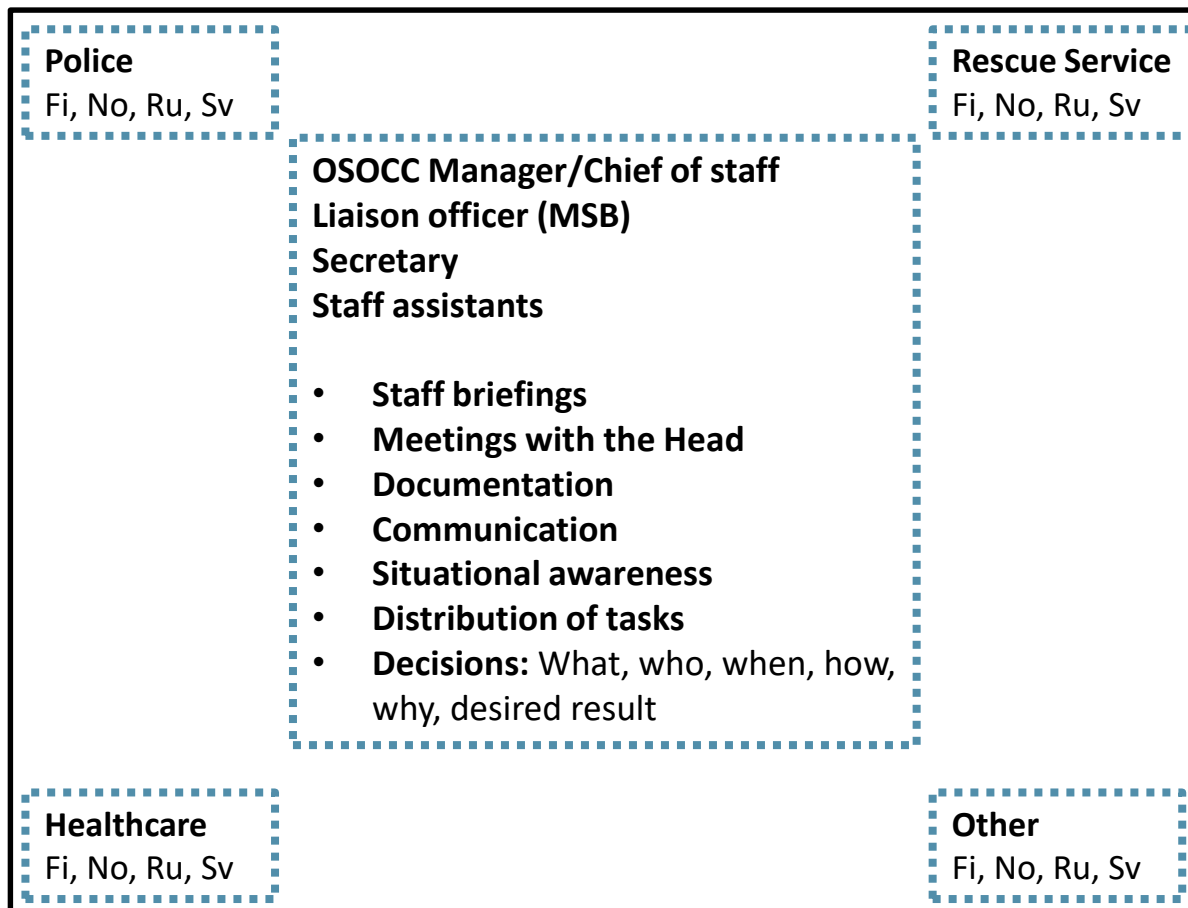 Police
Fi, No, Ru, Sv
Rescue Service
Fi, No, Ru, Sv
OSOCC Manager/Chief of staff
Liaison officer (MSB)
Secretary
Staff assistants
• Staff briefings
• Meetings with the Head
• Documentation
• Communication
• Situational awareness
• Distribution of tasks
• Decisions: What, who, when, how,
why, desired result
Healthcare
Fi, No, Ru, Sv
Other
Fi, No, Ru, Sv